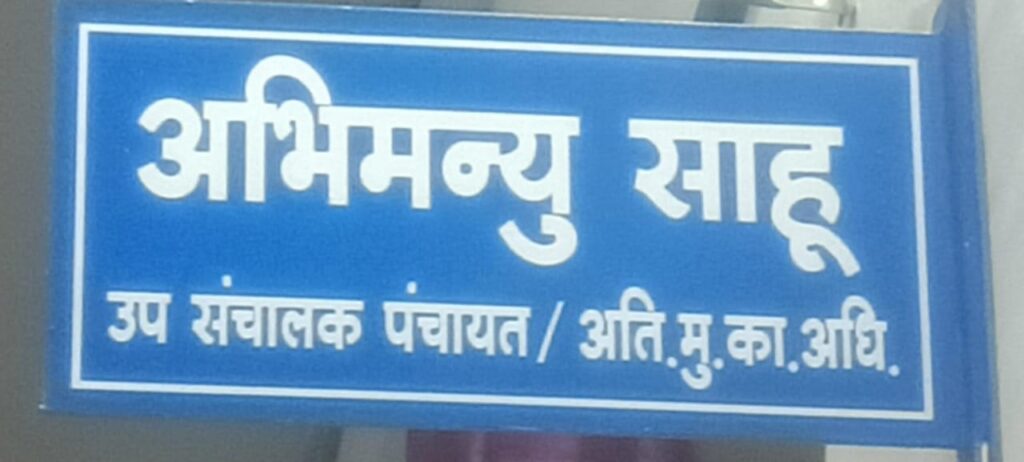 अभिमन्यु साहू
उप संचालक पंचायत / अति.मु.का.अधि.